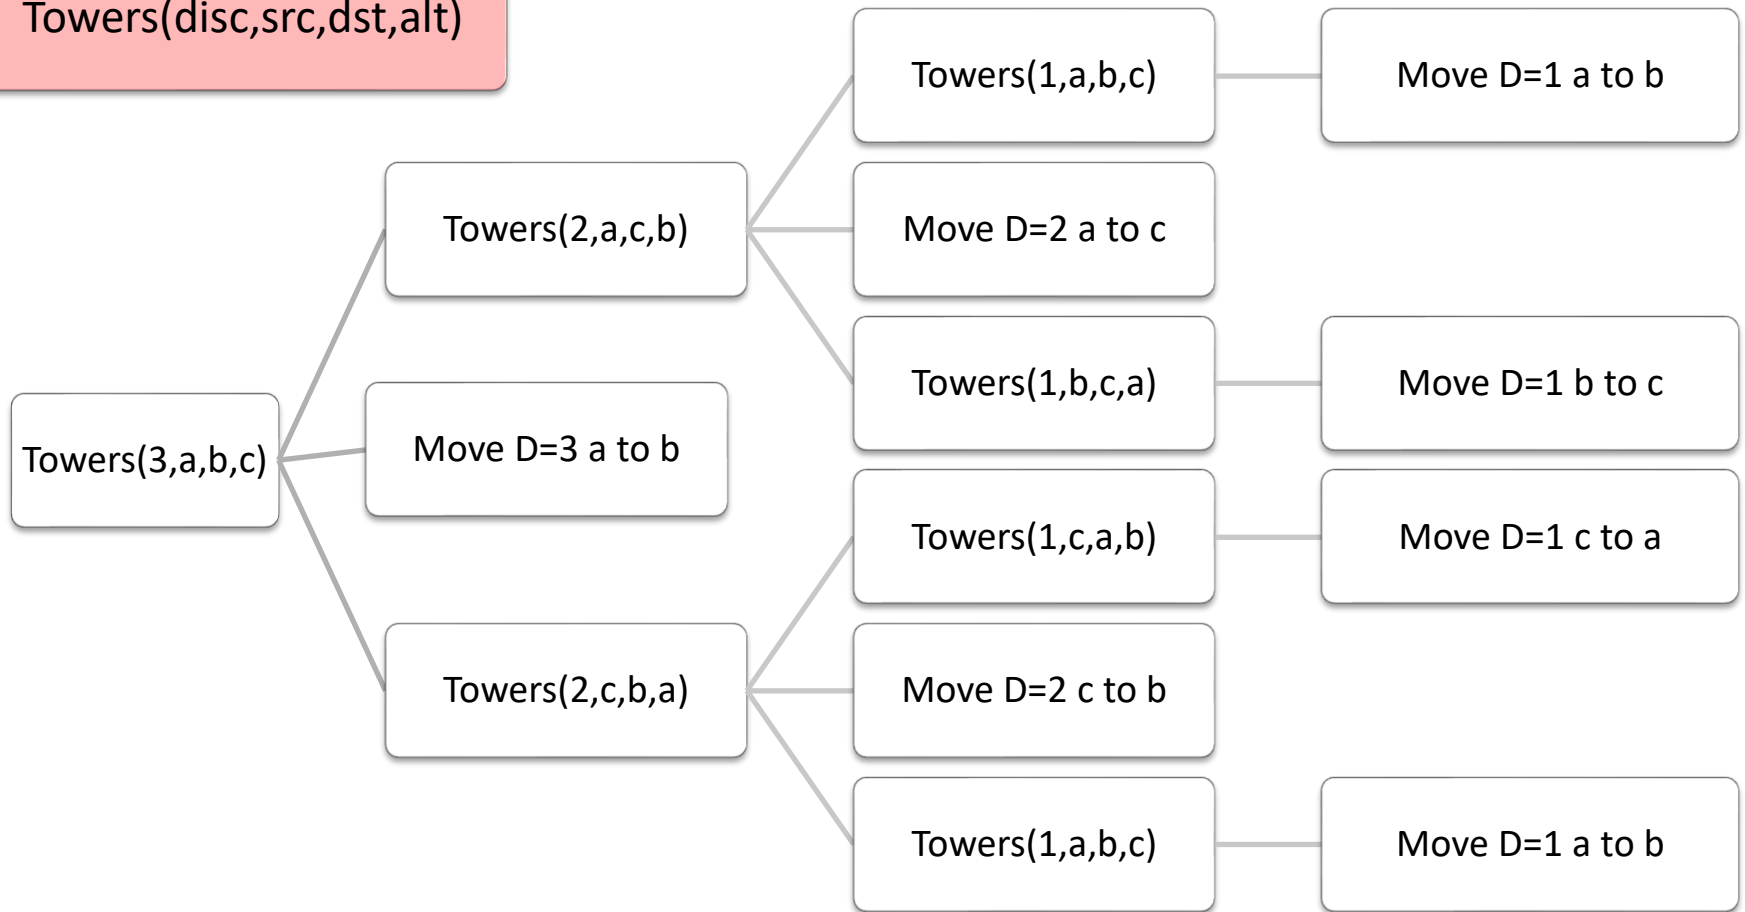 Towers(disc,src,dst,alt)
Towers(3,a,b,c)
Towers(2,a,c,b)
Move D=3 a to b
Towers(2,c,b,a)
Towers(1,a,b,c)
Move D=1 a to b
Move D=2 a to c
Towers(1,b,c,a)
Move D=1 b to c
Towers(1,c,a,b)
Move D=1 c to a
Move D=2 c to b
Towers(1,a,b,c)
Move D=1 a to b